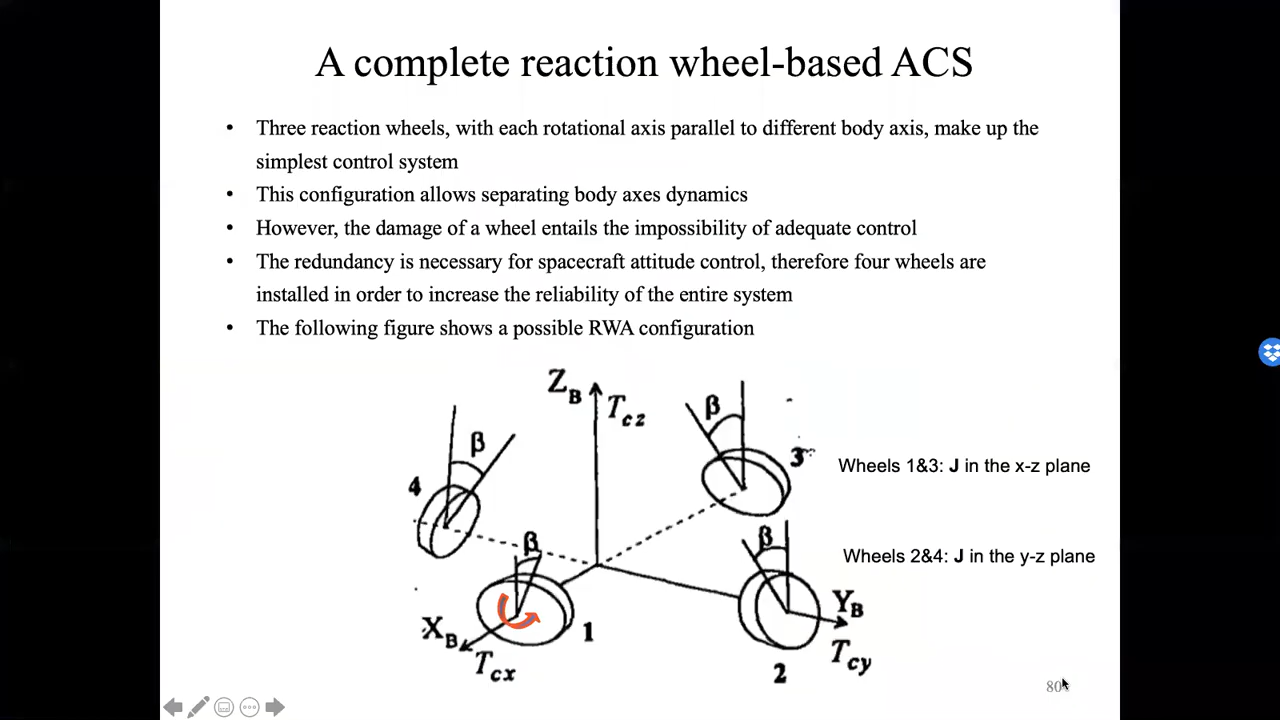 A complete reaction wheel-based ACS
• Three reaction wheels, with each rotational axis parallel to different body axis, make up the
simplest control system
• This configuration allows separating body axes dynamics
• However, the damage of a wheel entails the impossibility of adequate control
• The redundancy is necessary for spacecraft attitude control, therefore four wheels are
installed in order to increase the reliability of the entire system
• The following figure shows a possible RWA configuration
Z_B
T_cz
β
β
4
3
Wheels 1&3: J in the x-z plane
β
β
Wheels 2&4: J in the y-z plane
Y_B
X_B
1
T_cx
T_cy
2
80